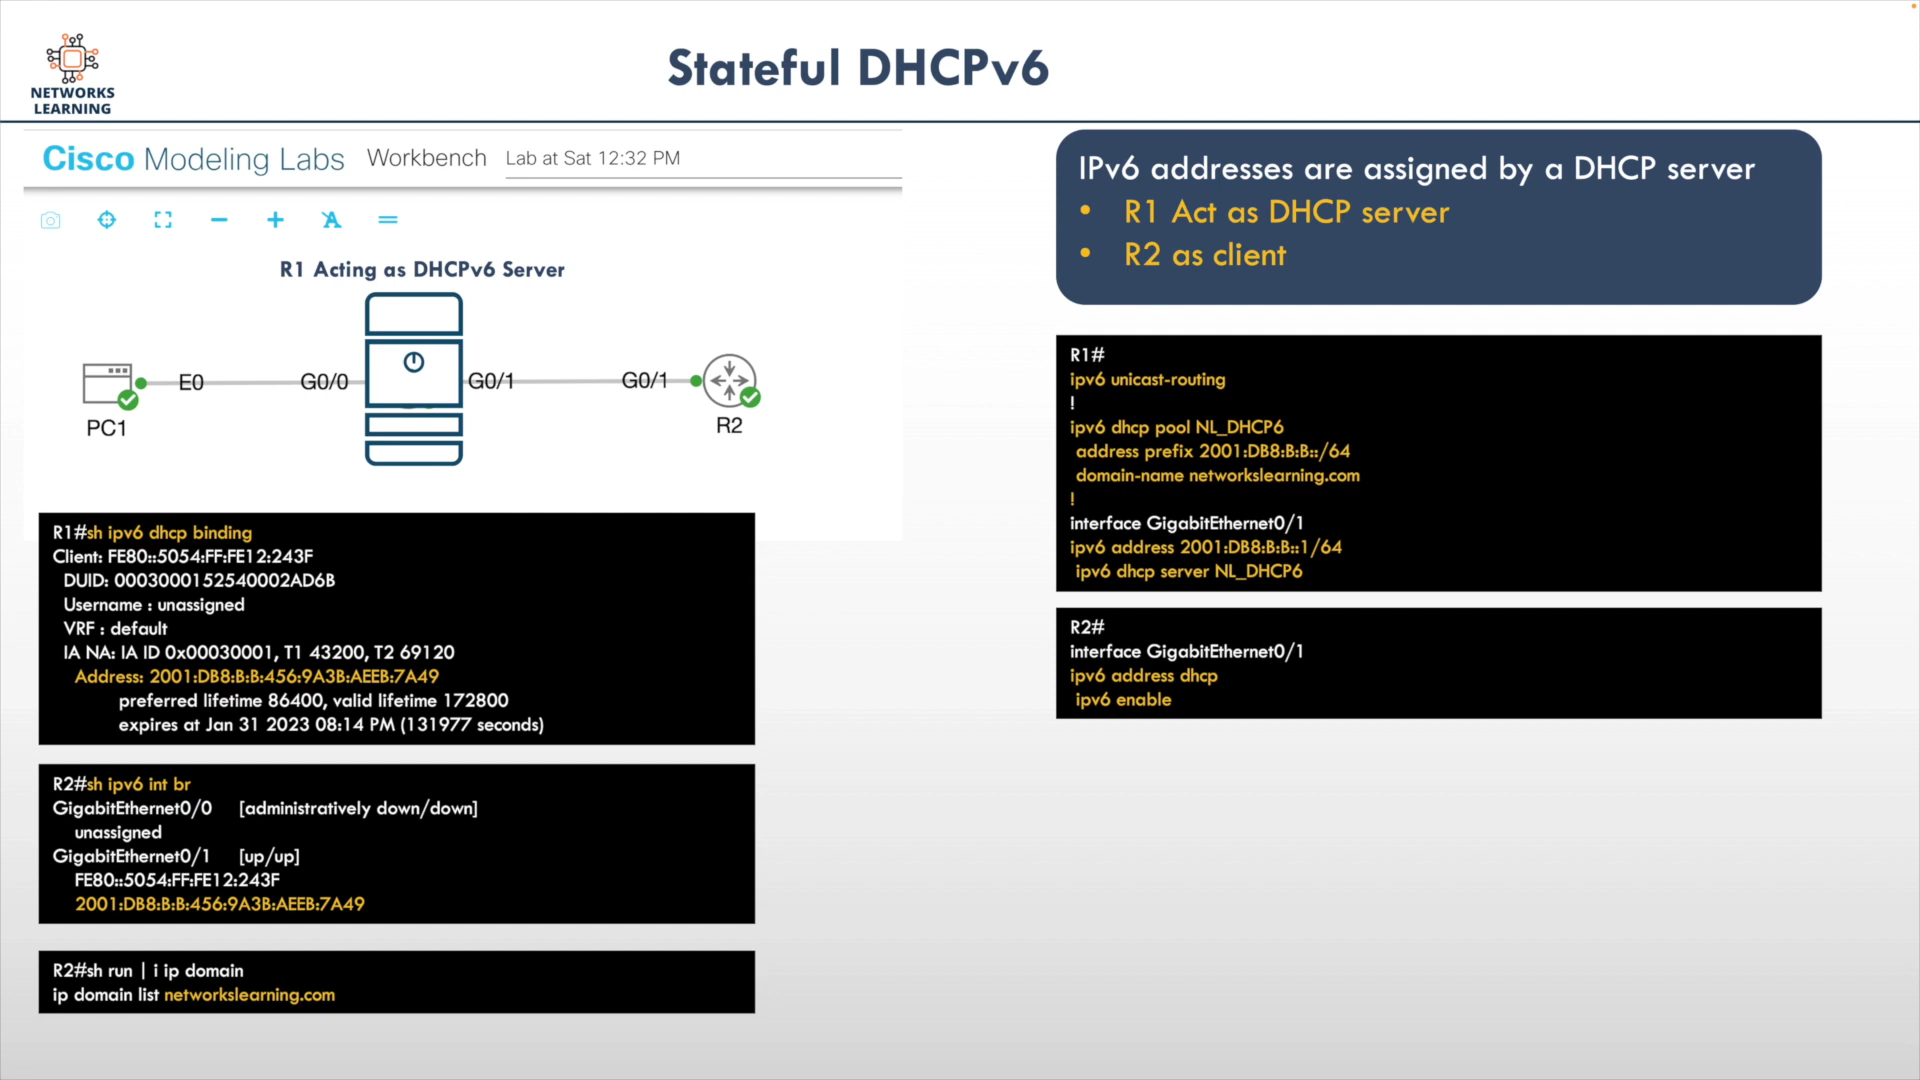 Stateful DHCPv6
NETWORKS
LEARNING
Cisco Modeling Labs Workbench Lab at Sat 12:32 PM
R1 Acting as DHCPv6 Server
E0
G0/0
G0/1
G0/1
PC1
R2
R1#sh ipv6 dhcp binding
Client: FE80::5054:FF:FE12:243F
DUID: 0003000152540002AD6B
Username : unassigned
VRF : default
IA NA: IA ID 0x00030001, T1 43200, T2 69120
Address: 2001:DB8:B:B:456:9A3B:AEEB:7A49
preferred lifetime 86400, valid lifetime 172800
expires at Jan 31 2023 08:14 PM (131977 seconds)
R2#sh ipv6 int br
GigabitEthernet0/0 [administratively down/down]
unassigned
GigabitEthernet0/1 [up/up]
FE80::5054:FF:FE12:243F
2001:DB8:B:B:456:9A3B:AEEB:7A49
R2#sh run | i ip domain
ip domain list networkslearning.com
IPv6 addresses are assigned by a DHCP server
• R1 Act as DHCP server
• R2 as client
R1#
ipv6 unicast-routing
!
ipv6 dhcp pool NL_DHCP6
address prefix 2001:DB8:B:B::/64
domain-name networkslearning.com
!
interface GigabitEthernet0/1
ipv6 address 2001:DB8:B:B::1/64
ipv6 dhcp server NL_DHCP6
R2#
interface GigabitEthernet0/1
ipv6 address dhcp
ipv6 enable